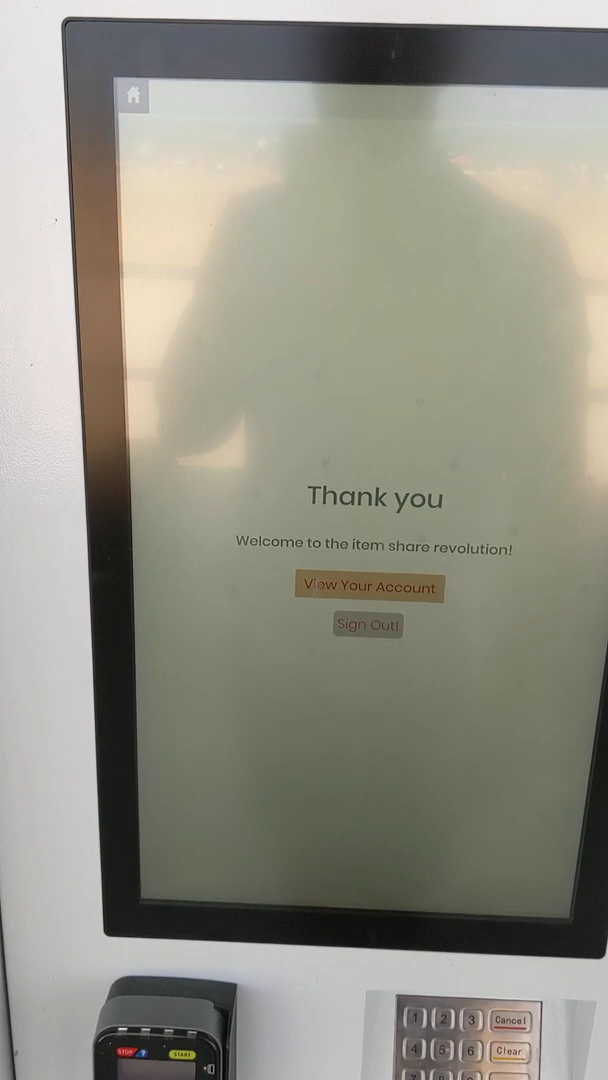 Thank you
Welcome to the item share revolution!
View Your Account
Sign Out!
STOP ? START
1 2 3 Cancel
4 5 6 Clear